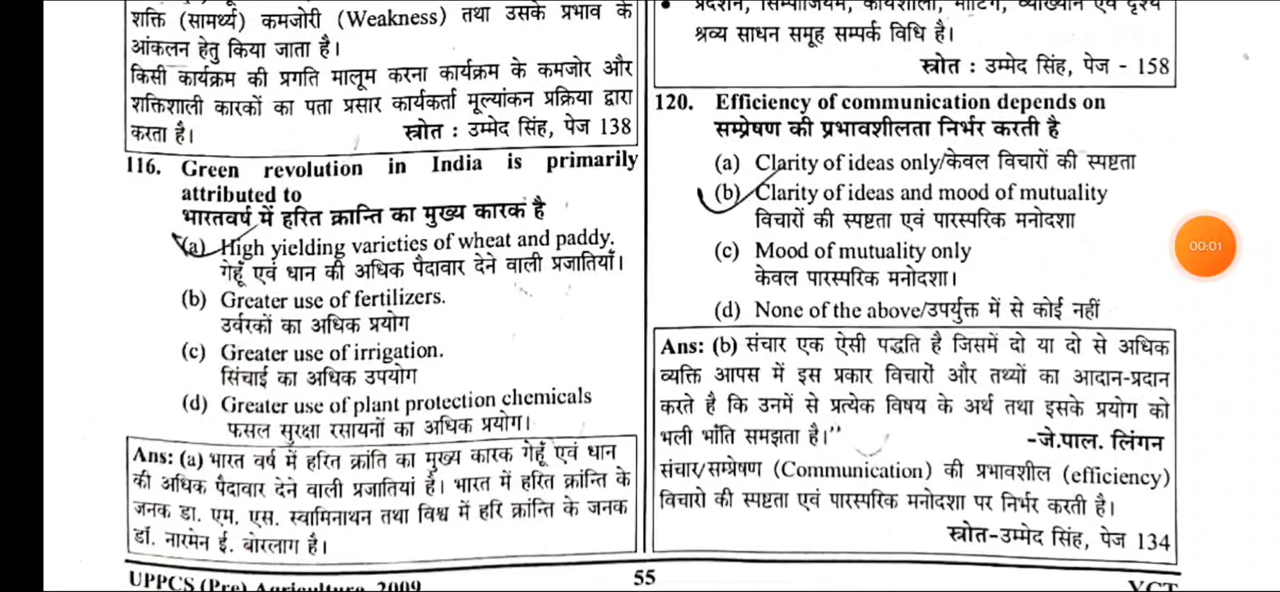 शक्ति (सामर्थ्य) कमजोरी (Weakness) तथा उसके प्रभाव के
आंकलन हेतु किया जाता है।
किसी कार्यक्रम की प्रगति मालूम करना कार्यक्रम के कमजोर और
शक्तिशाली कारकों का पता प्रसार कार्यकर्ता मूल्यांकन प्रक्रिया द्वारा
करता है। स्त्रोत : उम्मेद सिंह, पेज 138
116. Green revolution in India is primarily
attributed to
भारतवर्ष में हरित क्रान्ति का मुख्य कारक है
(a) High yielding varieties of wheat and paddy.
गेहूँ एवं धान की अधिक पैदावार देने वाली प्रजातियाँ।
(b) Greater use of fertilizers.
उर्वरकों का अधिक प्रयोग
(c) Greater use of irrigation.
सिंचाई का अधिक उपयोग
(d) Greater use of plant protection chemicals
फसल सुरक्षा रसायनों का अधिक प्रयोग।
Ans: (a) भारत वर्ष में हरित क्रांति का मुख्य कारक गेहूँ एवं धान
की अधिक पैदावार देने वाली प्रजातियां हैं। भारत में हरित क्रान्ति के
जनक डा. एम. एस. स्वामिनाथन तथा विश्व में हरि क्रान्ति के जनक
डॉ. नारमेन ई. बोरलाग है।
UPPCS (Pre) Agriculture, 2009
प्रदर्शन, सिम्पोजियम, कार्यशाला, मीटिंग, व्याख्यान एवं दृश्य
श्रव्य साधन समूह सम्पर्क विधि है।
स्त्रोत : उम्मेद सिंह, पेज - 158
120. Efficiency of communication depends on
सम्प्रेषण की प्रभावशीलता निर्भर करती है
(a) Clarity of ideas only/केवल विचारों की स्पष्टता
(b) Clarity of ideas and mood of mutuality
विचारों की स्पष्टता एवं पारस्परिक मनोदशा
(c) Mood of mutuality only
केवल पारस्परिक मनोदशा।
(d) None of the above/उपर्युक्त में से कोई नहीं
Ans: (b) संचार एक ऐसी पद्धति है जिसमें दो या दो से अधिक
व्यक्ति आपस में इस प्रकार विचारों और तथ्यों का आदान-प्रदान
करते है कि उनमें से प्रत्येक विषय के अर्थ तथा इसके प्रयोग को
भली भाँति समझता है।" -जे.पाल. लिंगन
संचार/सम्प्रेषण (Communication) की प्रभावशील (efficiency)
विचारो की स्पष्टता एवं पारस्परिक मनोदशा पर निर्भर करती है।
स्त्रोत-उम्मेद सिंह, पेज 134
55
YCT
00:01